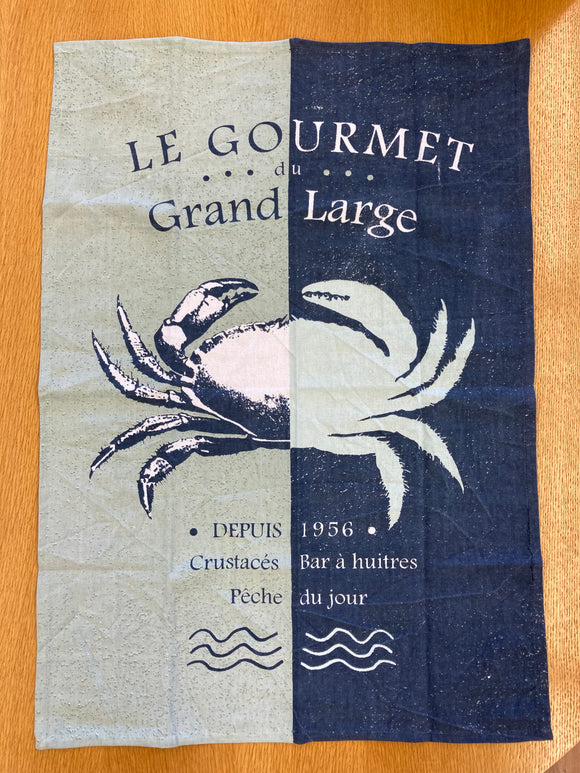 LE GOURMET
• • • du • • •
Grand Large
• DEPUIS 1956 •
Crustacés Bar à huitres
Pêche du jour